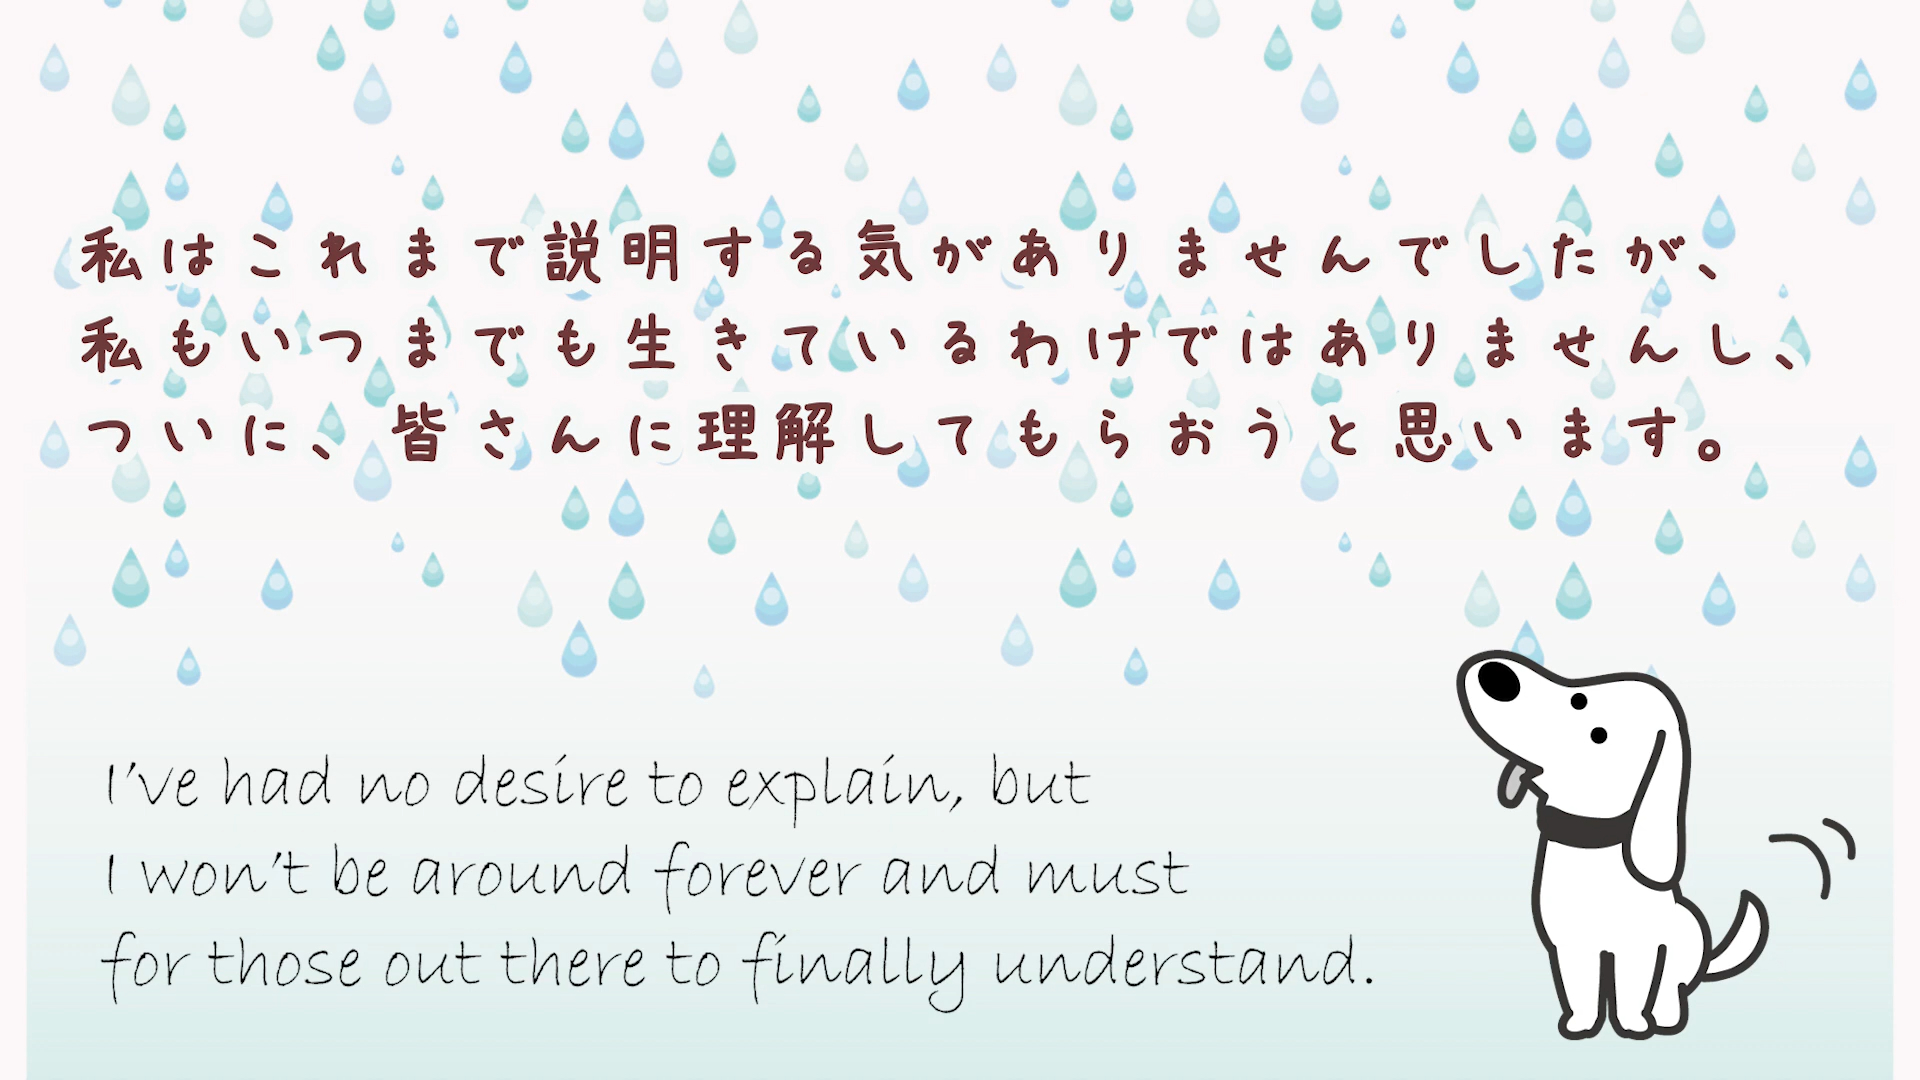 私はこれまで説明する気がありませんでしたが、
私もいつまでも生きているわけではありませんし、
ついに、皆さんに理解してもらおうと思います。
I've had no desire to explain, but
I won't be around forever and must
for those out there to finally understand.